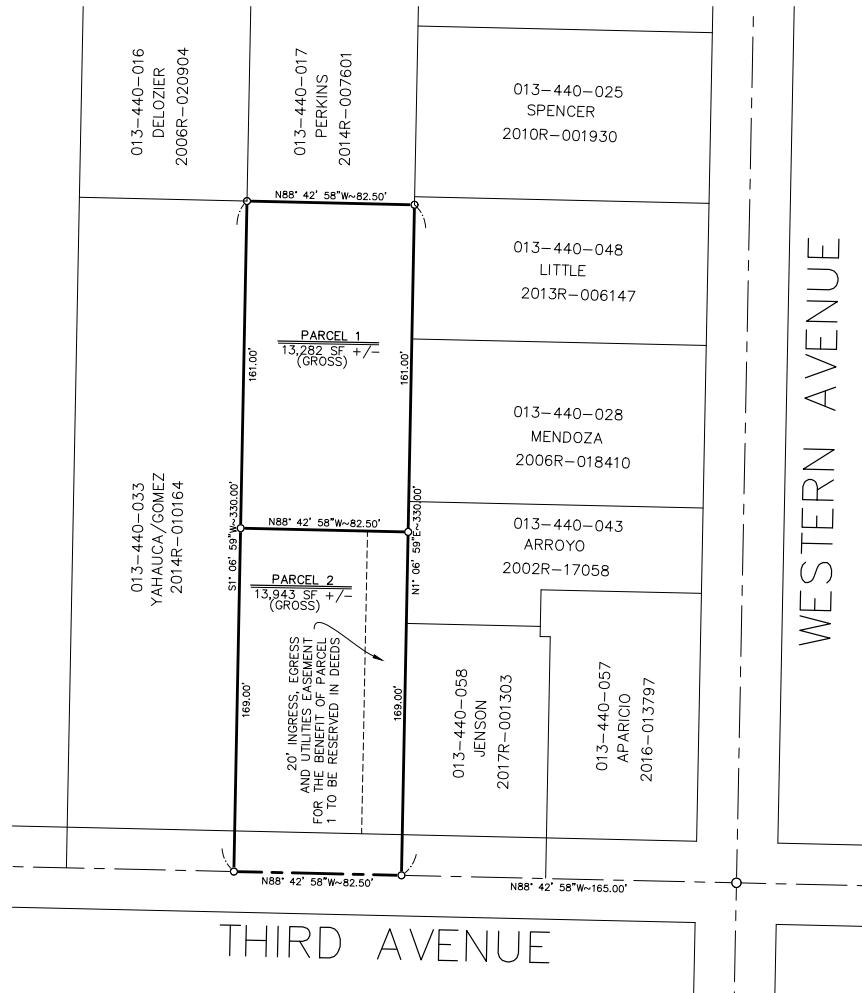 013-440-016
DELOZIER
2006R-020904
013-440-017
PERKINS
2014R-007601
013-440-025
SPENCER
2010R-001930
N88° 42' 58"W~82.50'
013-440-048
LITTLE
2013R-006147
PARCEL 1
13,282 SF +/-
(GROSS)
161.00'
161.00'
WESTERN AVENUE
013-440-028
MENDOZA
2006R-018410
013-440-033
YAHAUCA/GOMEZ
2014R-010164
S1° 06' 59"W~330.00'
N88° 42' 58"W~82.50'
N1° 06' 59"E~330.00'
013-440-043
ARROYO
2002R-17058
PARCEL 2
13,943 SF +/-
(GROSS)
20' INGRESS, EGRESS
AND UTILITIES EASEMENT
FOR THE BENEFIT OF PARCEL
1 TO BE RESERVED IN DEEDS
169.00'
169.00'
013-440-058
JENSON
2017R-001303
013-440-057
APARICIO
2016-013797
N88° 42' 58"W~82.50'
N88° 42' 58"W~165.00'
THIRD AVENUE